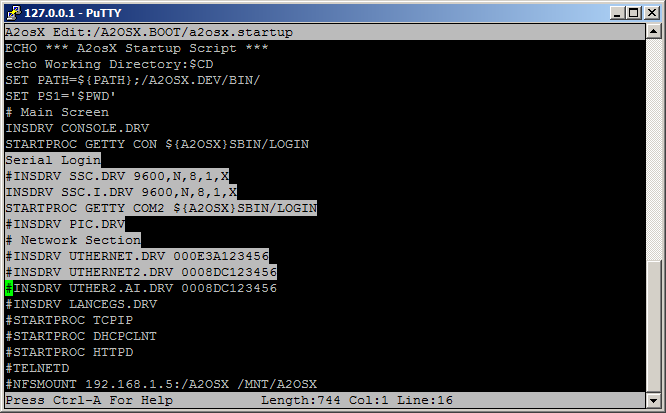 127.0.0.1 - PuTTY
A2osX Edit:/A2OSX.BOOT/a2osx.startup
ECHO *** A2osX Startup Script ***
echo Working Directory:$CD
SET PATH=${PATH};/A2OSX.DEV/BIN/
SET PS1='$PWD'
# Main Screen
INSDRV CONSOLE.DRV
STARTPROC GETTY CON ${A2OSX}SBIN/LOGIN
Serial Login
#INSDRV SSC.DRV 9600,N,8,1,X
INSDRV SSC.I.DRV 9600,N,8,1,X
STARTPROC GETTY COM2 ${A2OSX}SBIN/LOGIN
#INSDRV PIC.DRV
# Network Section
#INSDRV UTHERNET.DRV 000E3A123456
#INSDRV UTHERNET2.DRV 0008DC123456
#INSDRV UTHER2.AI.DRV 0008DC123456
#INSDRV LANCEGS.DRV
#STARTPROC TCPIP
#STARTPROC DHCPCLNT
#STARTPROC HTTPD
#TELNETD
#NFSMOUNT 192.168.1.5:/A2OSX /MNT/A2OSX
Press Ctrl-A For Help Length:744 Col:1 Line:16